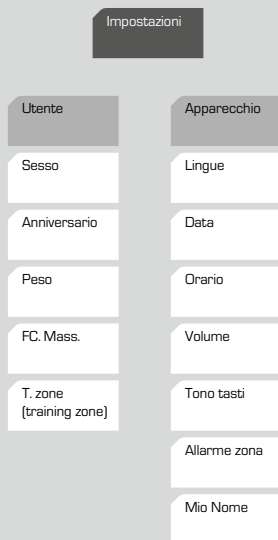 Impostazioni
Utente
Sesso
Anniversario
Peso
FC. Mass.
T. zone
(training zone)
Apparecchio
Lingue
Data
Orario
Volume
Tono tasti
Allarme zona
Mio Nome